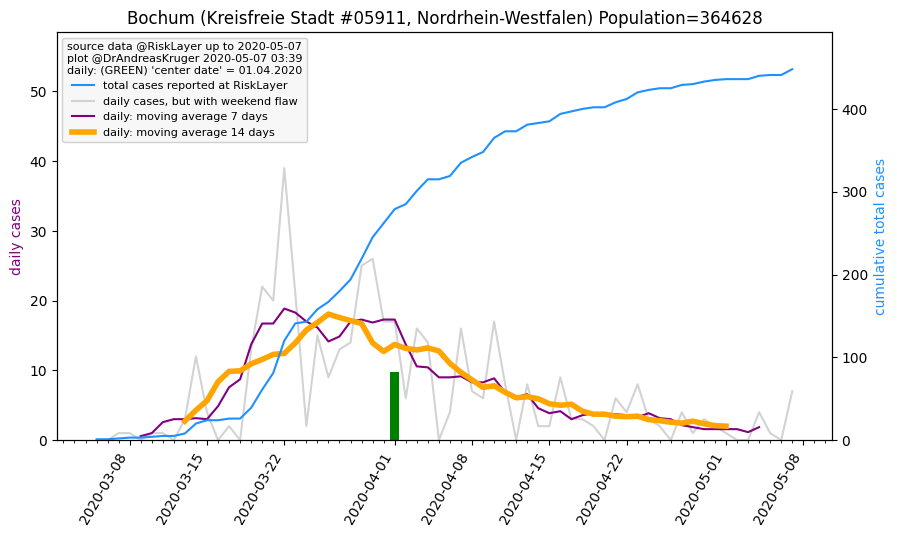 Bochum (Kreisfreie Stadt #05911, Nordrhein-Westfalen) Population=364628
source data @RiskLayer up to 2020-05-07
plot @DrAndreasKruger 2020-05-07 03:39
daily: (GREEN) 'center date' = 01.04.2020
total cases reported at RiskLayer
daily cases, but with weekend flaw
daily: moving average 7 days
daily: moving average 14 days
daily cases
50
40
30
20
10
0
cumulative total cases
400
300
200
100
0
2020-03-08
2020-03-15
2020-03-22
2020-04-01
2020-04-08
2020-04-15
2020-04-22
2020-05-01
2020-05-08